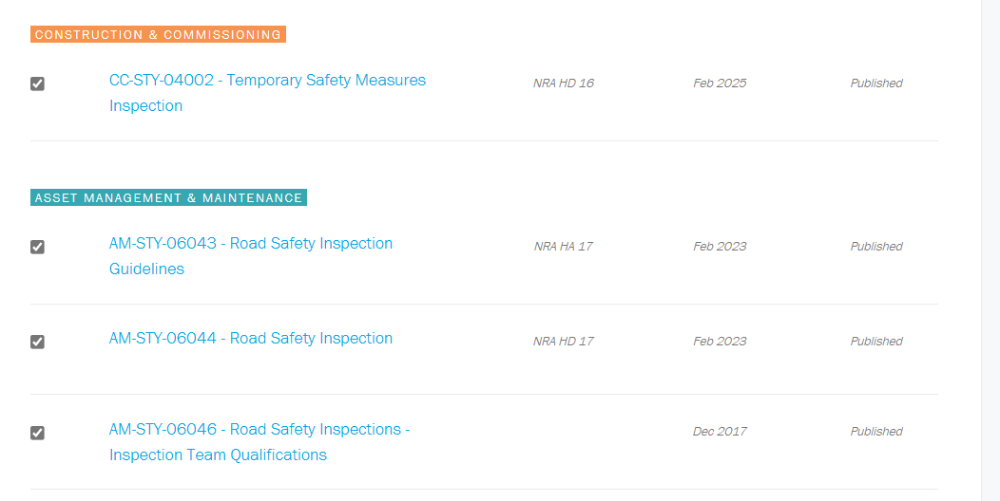 CONSTRUCTION & COMMISSIONING
CC-STY-04002 - Temporary Safety Measures NRA HD 16 Feb 2025 Published
Inspection
ASSET MANAGEMENT & MAINTENANCE
AM-STY-06043 - Road Safety Inspection NRA HA 17 Feb 2023 Published
Guidelines
AM-STY-06044 - Road Safety Inspection NRA HD 17 Feb 2023 Published
AM-STY-06046 - Road Safety Inspections - Dec 2017 Published
Inspection Team Qualifications